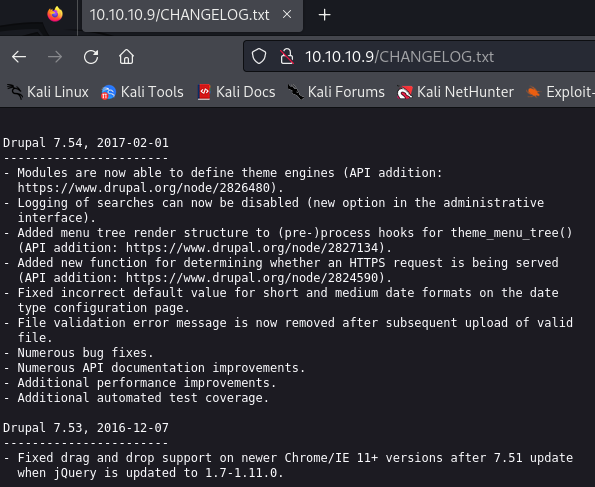 10.10.10.9/CHANGELOG.txt
10.10.10.9/CHANGELOG.txt
Kali Linux Kali Tools Kali Docs Kali Forums Kali NetHunter Exploit-
Drupal 7.54, 2017-02-01
-----------------------
- Modules are now able to define theme engines (API addition:
  https://www.drupal.org/node/2826480).
- Logging of searches can now be disabled (new option in the administrative
  interface).
- Added menu tree render structure to (pre-)process hooks for theme_menu_tree()
  (API addition: https://www.drupal.org/node/2827134).
- Added new function for determining whether an HTTPS request is being served
  (API addition: https://www.drupal.org/node/2824590).
- Fixed incorrect default value for short and medium date formats on the date
  type configuration page.
- File validation error message is now removed after subsequent upload of valid
  file.
- Numerous bug fixes.
- Numerous API documentation improvements.
- Additional performance improvements.
- Additional automated test coverage.
Drupal 7.53, 2016-12-07
-----------------------
- Fixed drag and drop support on newer Chrome/IE 11+ versions after 7.51 update
  when jQuery is updated to 1.7-1.11.0.